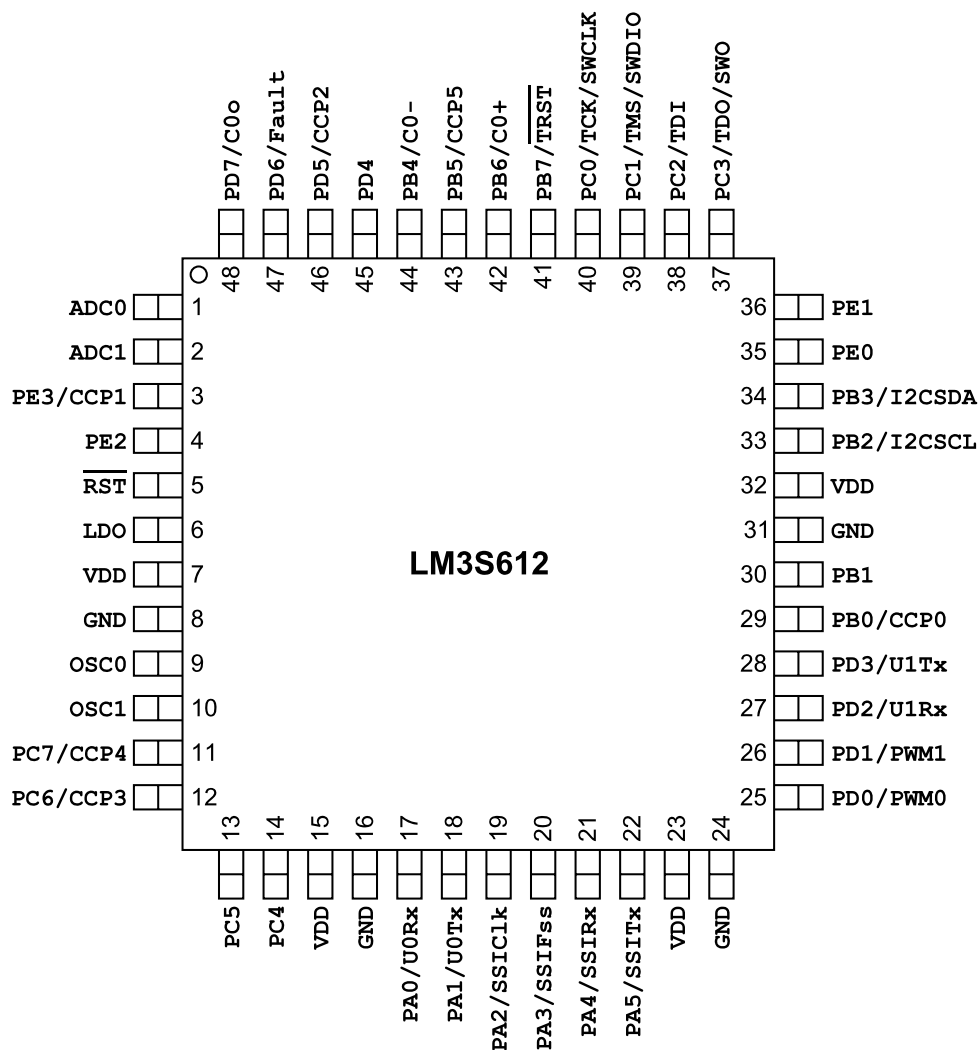 PD7/C0o
PD6/Fault
PD5/CCP2
PD4
PB4/C0-
PB5/CCP5
PB6/C0+
PB7/TRST
PC0/TCK/SWCLK
PC1/TMS/SWDIO
PC2/TDI
PC3/TDO/SWO
48
47
46
45
44
43
42
41
40
39
38
37
ADC0 1
ADC1 2
PE3/CCP1 3
PE2 4
RST 5
LDO 6
VDD 7
GND 8
OSC0 9
OSC1 10
PC7/CCP4 11
PC6/CCP3 12
LM3S612
36 PE1
35 PE0
34 PB3/I2CSDA
33 PB2/I2CSCL
32 VDD
31 GND
30 PB1
29 PB0/CCP0
28 PD3/U1Tx
27 PD2/U1Rx
26 PD1/PWM1
25 PD0/PWM0
13
14
15
16
17
18
19
20
21
22
23
24
PC5
PC4
VDD
GND
PA0/U0Rx
PA1/U0Tx
PA2/SSIClk
PA3/SSIFss
PA4/SSIRx
PA5/SSITx
VDD
GND